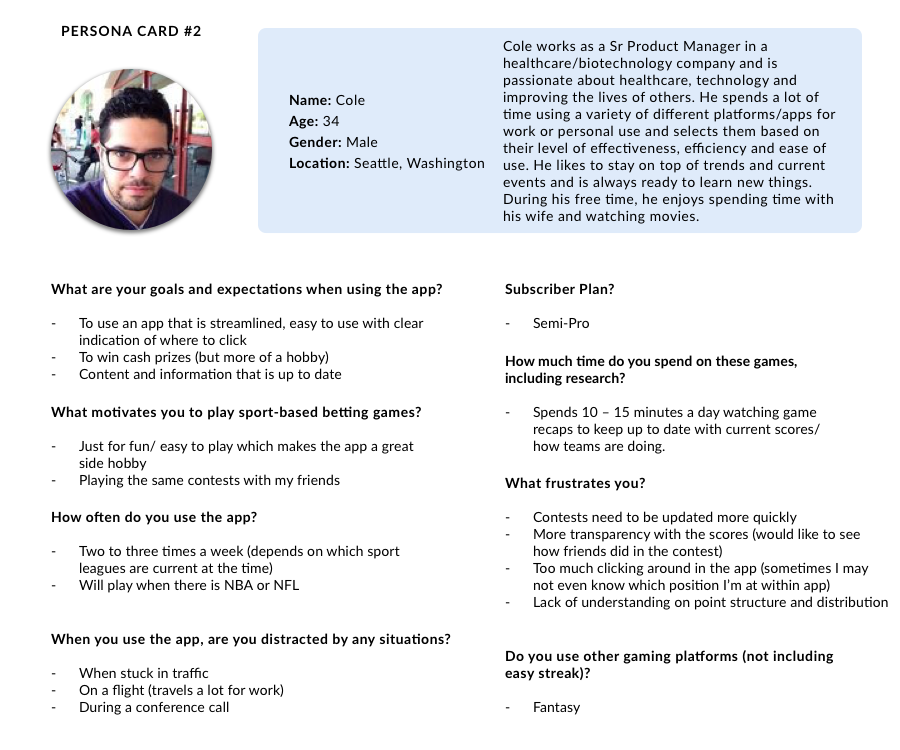 PERSONA CARD #2
Name: Cole
Age: 34
Gender: Male
Location: Seattle, Washington
Cole works as a Sr Product Manager in a
healthcare/biotechnology company and is
passionate about healthcare, technology and
improving the lives of others. He spends a lot of
time using a variety of different platforms/apps for
work or personal use and selects them based on
their level of effectiveness, efficiency and ease of
use. He likes to stay on top of trends and current
events and is always ready to learn new things.
During his free time, he enjoys spending time with
his wife and watching movies.
What are your goals and expectations when using the app?
- To use an app that is streamlined, easy to use with clear
indication of where to click
- To win cash prizes (but more of a hobby)
- Content and information that is up to date
What motivates you to play sport-based betting games?
- Just for fun/ easy to play which makes the app a great
side hobby
- Playing the same contests with my friends
How often do you use the app?
- Two to three times a week (depends on which sport
leagues are current at the time)
- Will play when there is NBA or NFL
When you use the app, are you distracted by any situations?
- When stuck in traffic
- On a flight (travels a lot for work)
- During a conference call
Subscriber Plan?
- Semi-Pro
How much time do you spend on these games,
including research?
- Spends 10 – 15 minutes a day watching game
recaps to keep up to date with current scores/
how teams are doing.
What frustrates you?
- Contests need to be updated more quickly
- More transparency with the scores (would like to see
how friends did in the contest)
- Too much clicking around in the app (sometimes I may
not even know which position I'm at within app)
- Lack of understanding on point structure and distribution
Do you use other gaming platforms (not including
easy streak)?
- Fantasy